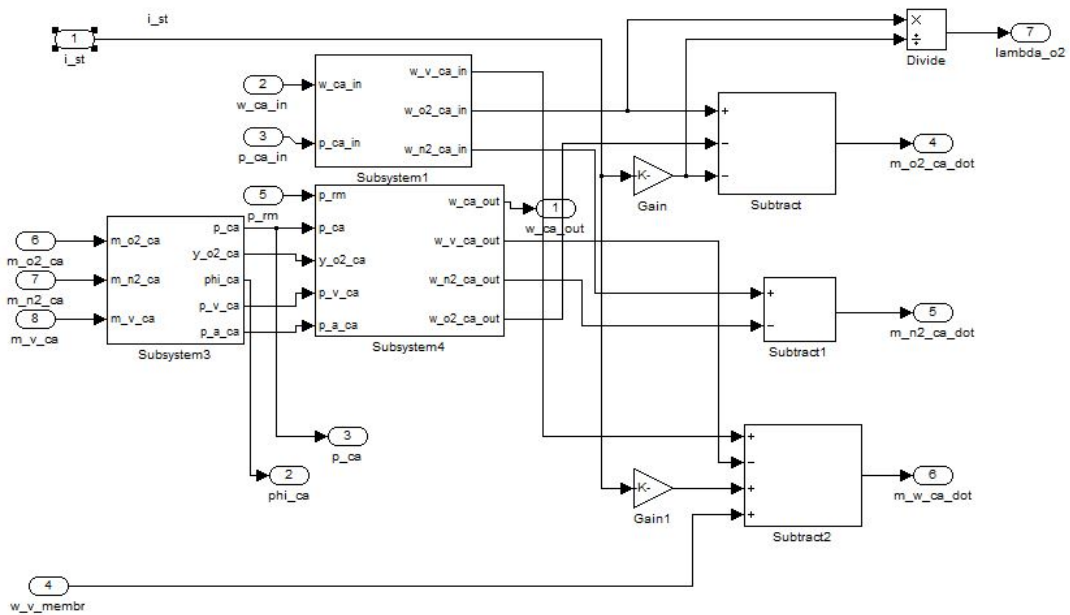 i_st
1
i_st
2
w_ca_in
3
p_ca_in
w_ca_in
p_ca_in
w_v_ca_in
w_o2_ca_in
w_n2_ca_in
Subsystem1
×
÷
Divide
7
lambda_o2
+
−
−
Subtract
4
m_o2_ca_dot
K-
Gain
5
p_rm
p_rm
p_ca
y_o2_ca
p_v_ca
p_a_ca
w_ca_out
w_v_ca_out
w_n2_ca_out
w_o2_ca_out
Subsystem4
1
w_ca_out
6
m_o2_ca
7
m_n2_ca
8
m_v_ca
m_o2_ca
m_n2_ca
m_v_ca
p_ca
y_o2_ca
phi_ca
p_v_ca
p_a_ca
Subsystem3
+
−
Subtract1
5
m_n2_ca_dot
3
p_ca
2
phi_ca
K-
Gain1
+
−
+
+
Subtract2
6
m_w_ca_dot
4
w_v_membr